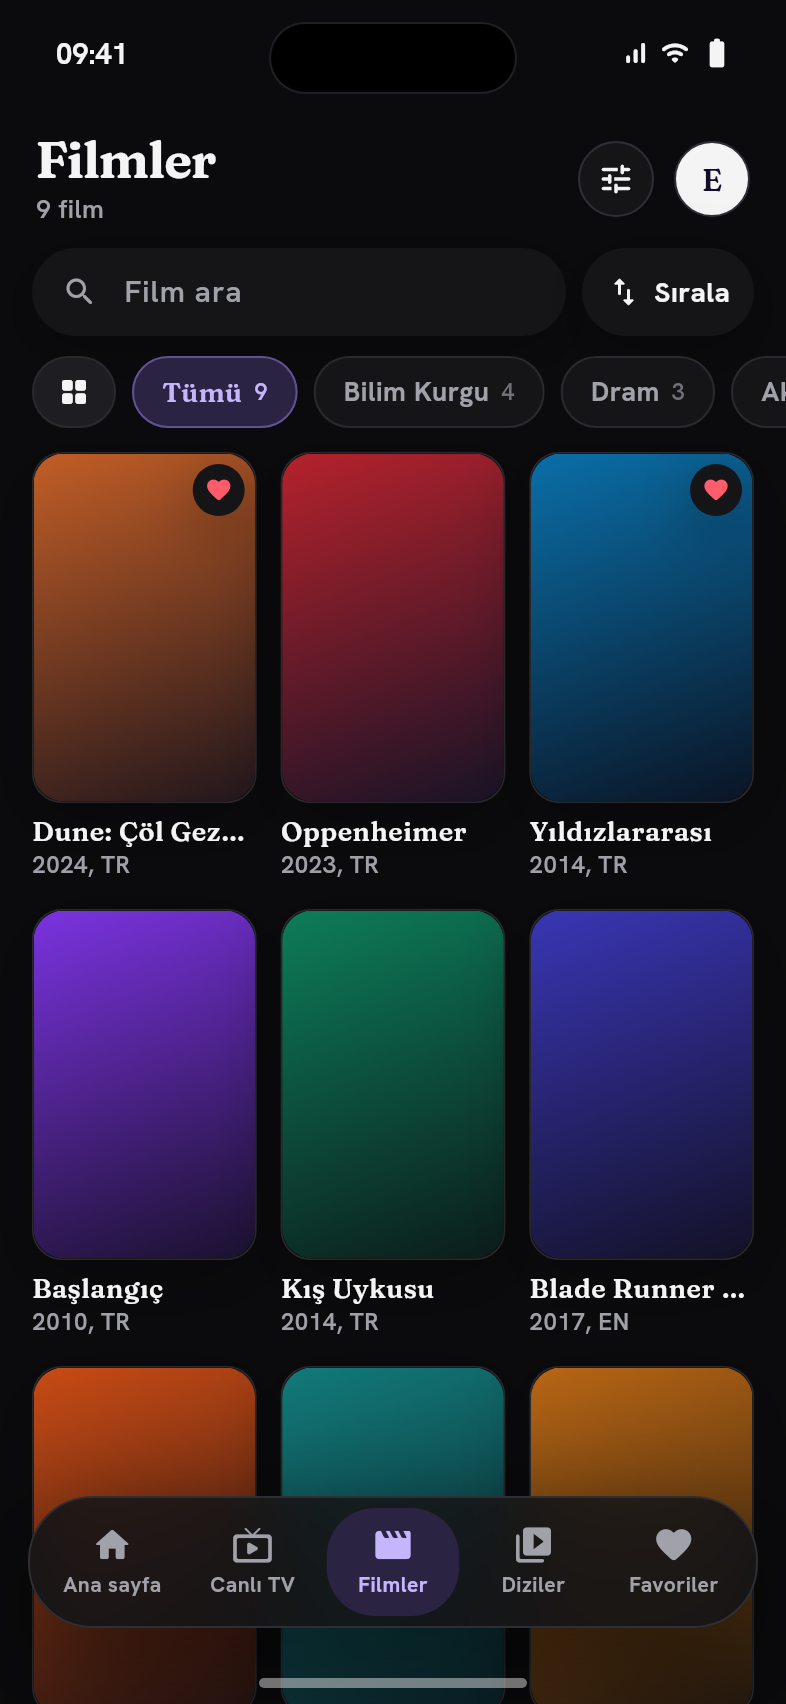 09:41
Filmler
9 film
E
Film ara
Sırala
Tümü 9
Bilim Kurgu 4
Dram 3
Dune: Çöl Gez...
Oppenheimer
Yıldızlararası
2024, TR
2023, TR
2014, TR
Başlangıç
Kış Uykusu
Blade Runner ...
2010, TR
2014, TR
2017, EN
Ana sayfa
Canlı TV
Filmler
Diziler
Favoriler